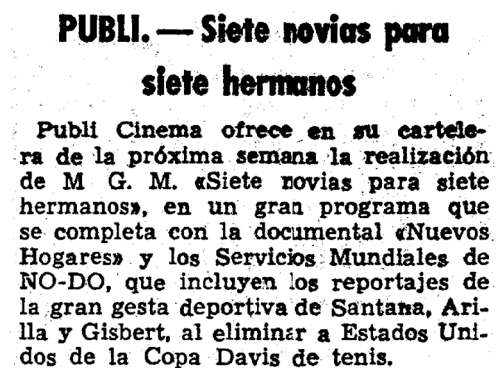 PUBLI. — Siete novias para
siete hermanos
Publi Cinema ofrece en su cartele-
ra de la próxima semana la realización
de M G. M. «Siete novias para siete
hermanos», en un gran programa que
se completa con la documental «Nuevos
Hogares» y los Servicios Mundiales de
NO-DO, que incluyen los reportajes de
la gran gesta deportiva de Santana, Ari-
lla y Gisbert, al eliminar a Estados Uni-
dos de la Copa Davis de tenis.